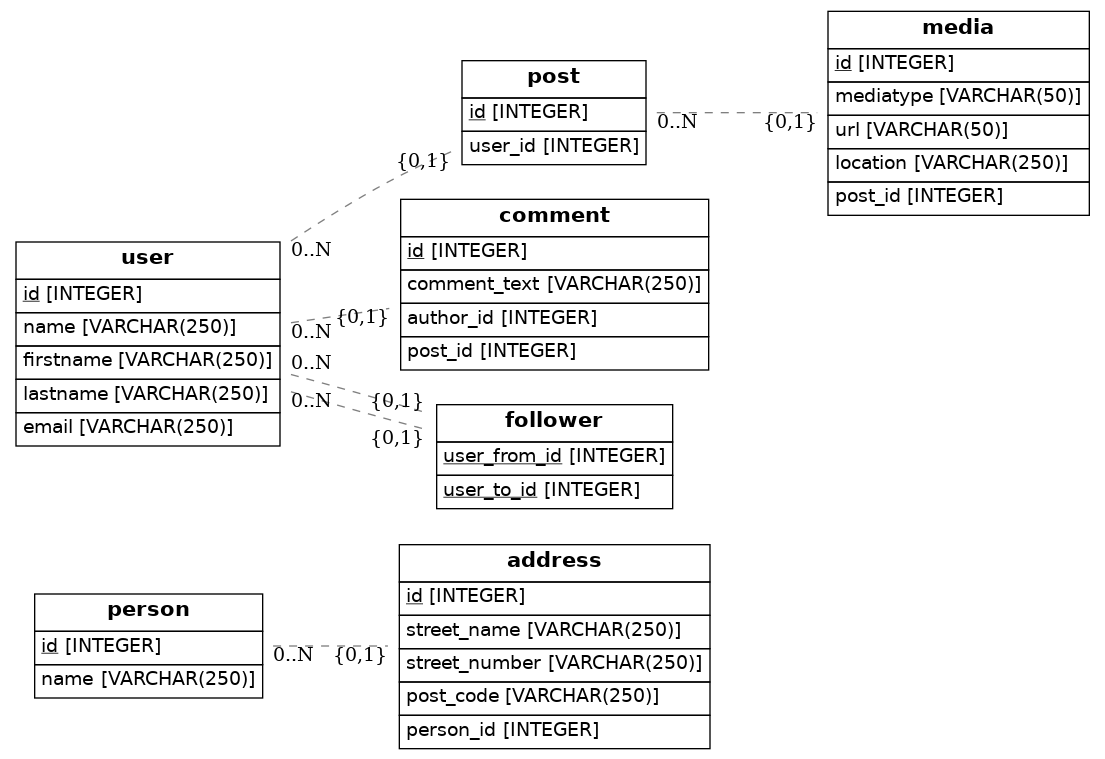 media
id [INTEGER]
mediatype [VARCHAR(50)]
url [VARCHAR(50)]
location [VARCHAR(250)]
post_id [INTEGER]
post
id [INTEGER]
user_id [INTEGER]
0..N
{0,1}
{0,1}
0..N
comment
id [INTEGER]
comment_text [VARCHAR(250)]
author_id [INTEGER]
post_id [INTEGER]
user
id [INTEGER]
name [VARCHAR(250)]
firstname [VARCHAR(250)]
lastname [VARCHAR(250)]
email [VARCHAR(250)]
0..N
{0,1}
0..N
{0,1}
0..N
{0,1}
follower
user_from_id [INTEGER]
user_to_id [INTEGER]
address
id [INTEGER]
street_name [VARCHAR(250)]
street_number [VARCHAR(250)]
post_code [VARCHAR(250)]
person_id [INTEGER]
person
id [INTEGER]
name [VARCHAR(250)]
0..N
{0,1}